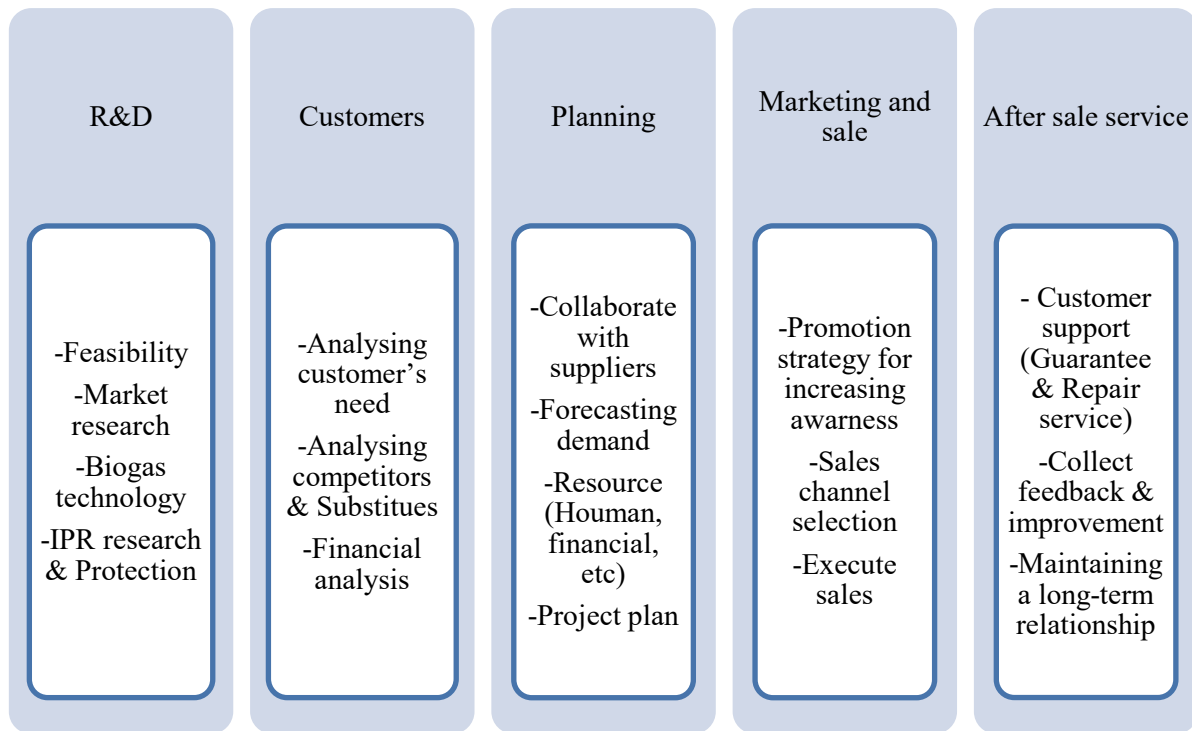 R&D
-Feasibility
-Market
research
-Biogas
technology
-IPR research
& Protection
Customers
-Analysing
customer’s
need
-Analysing
competitors
& Substitues
-Financial
analysis
Planning
-Collaborate
with
suppliers
-Forecasting
demand
-Resource
(Houman,
financial,
etc)
-Project plan
Marketing and
sale
-Promotion
strategy for
increasing
awarness
-Sales
channel
selection
-Execute
sales
After sale service
- Customer
support
(Guarantee
& Repair
service)
-Collect
feedback &
improvement
-Maintaining
a long-term
relationship